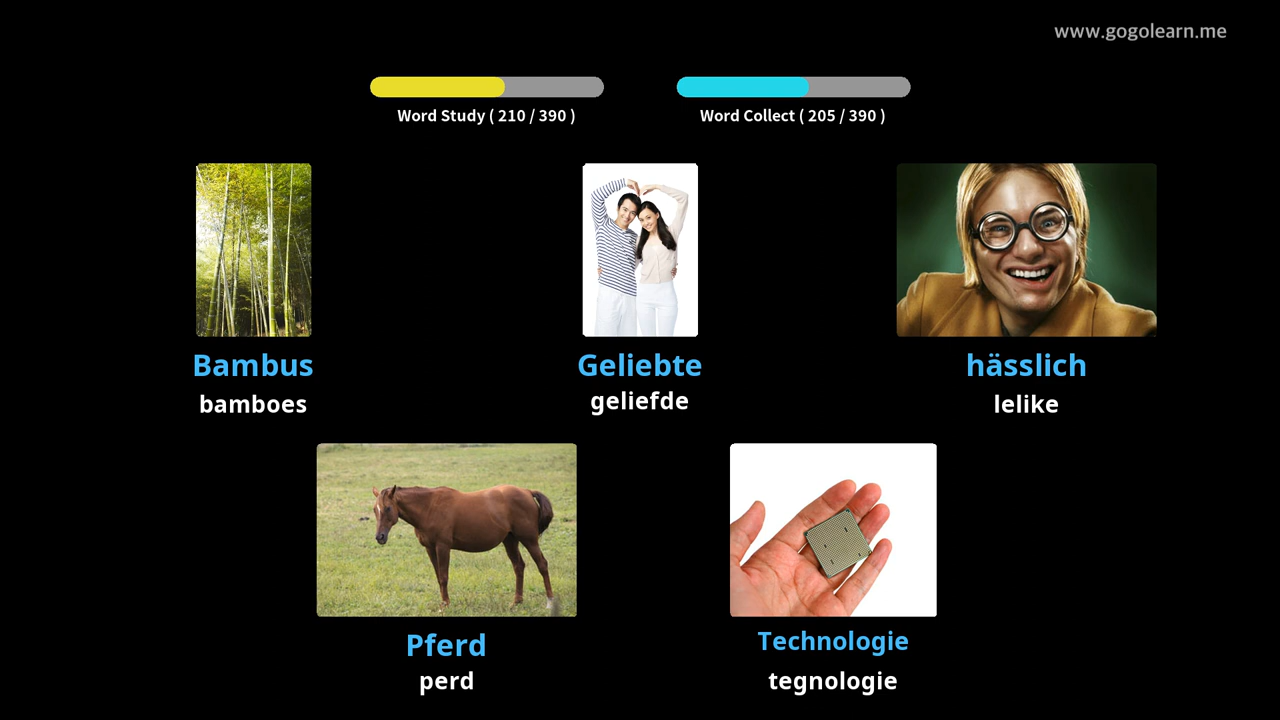 www.gogolearn.me
Word Study ( 210 / 390 )
Word Collect ( 205 / 390 )
Bambus
bamboes
Geliebte
geliefde
hässlich
lelike
Pferd
perd
Technologie
tegnologie